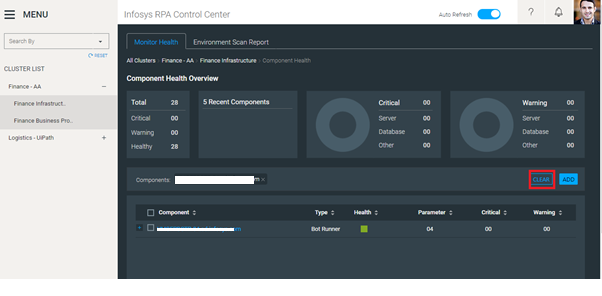 MENU
Infosys RPA Control Center
Auto Refresh
?
Search By
RESET
CLUSTER LIST
Finance - AA
Finance Infrastruct..
Finance Business Pro..
Logistics - UiPath
Monitor Health
Environment Scan Report
All Clusters › Finance - AA › Finance Infrastructure › Component Health
Component Health Overview
Total 28
Critical 00
Warning 00
Healthy 28
5 Recent Components
Critical 00
Server 00
Database 00
Other 00
Warning 00
Server 00
Database 00
Other 00
Components:
m ×
CLEAR
ADD
Component Type Health Parameter Critical Warning
Bot Runner 04 00 00